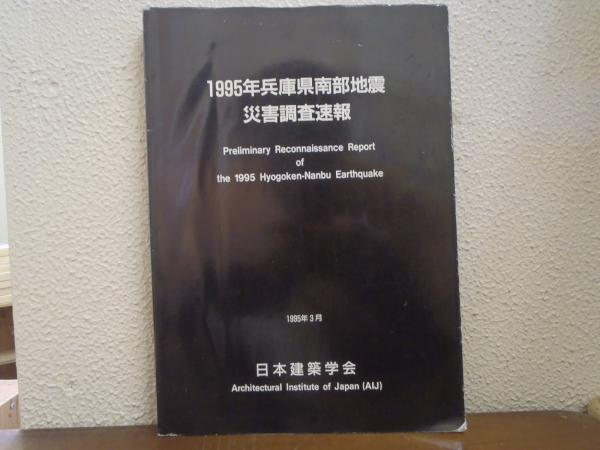 1995年兵庫県南部地震
災害調査速報
Preliminary Reconnaissance Report
of
the 1995 Hyogoken-Nanbu Earthquake
1995年3月
日本建築学会
Architectural Institute of Japan (AIJ)